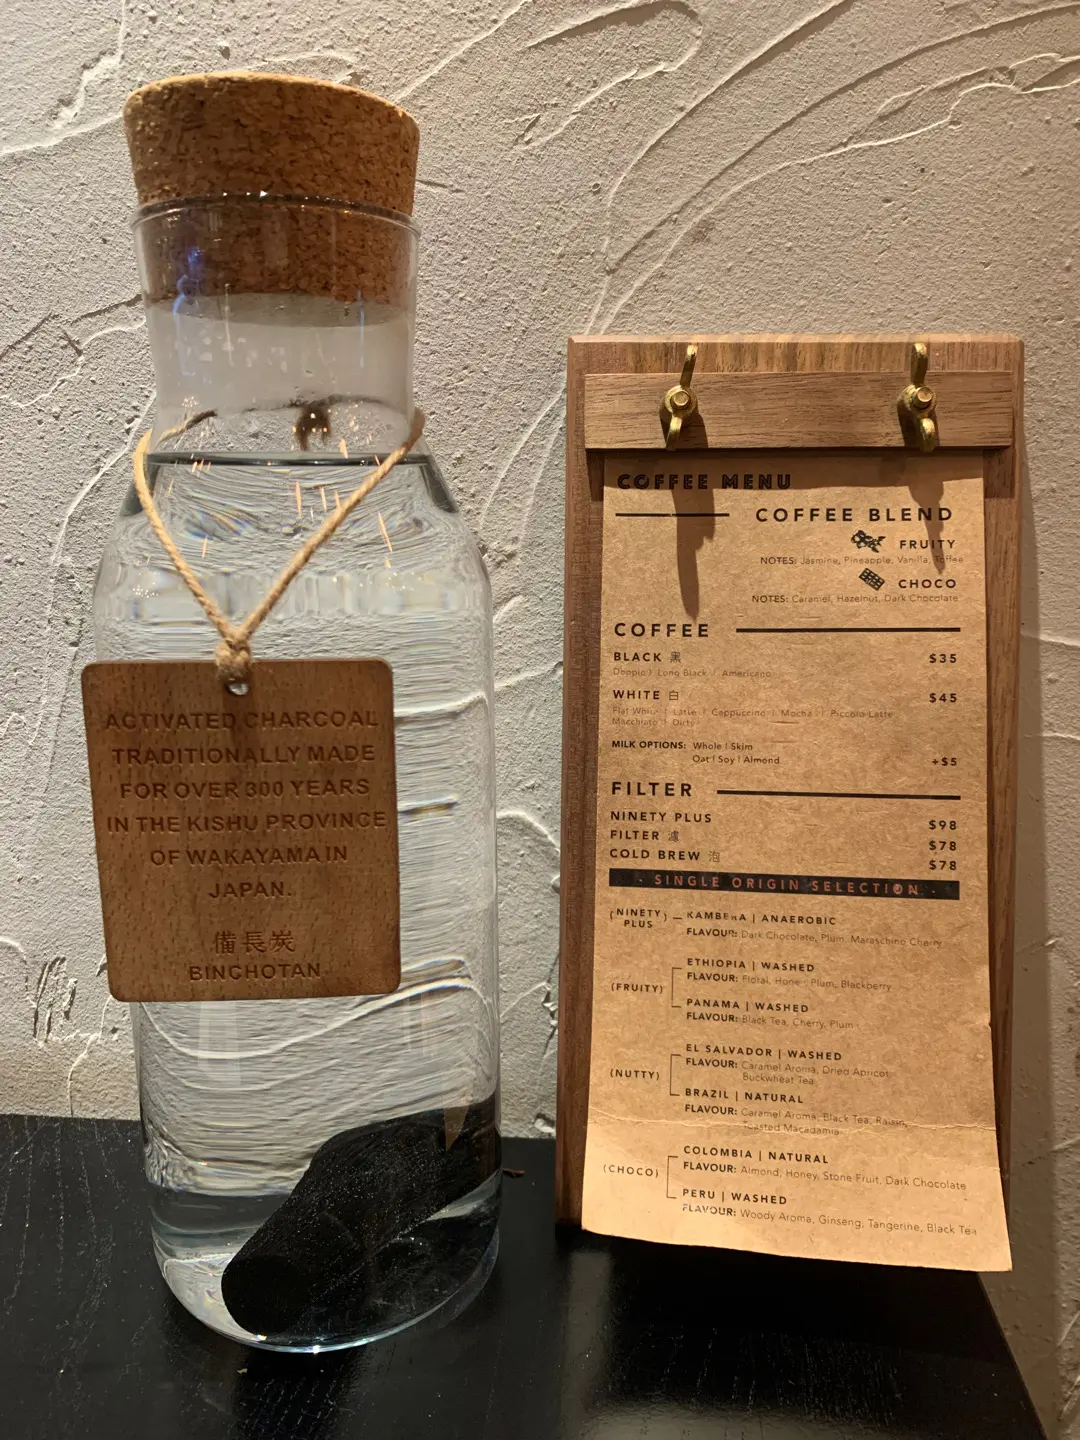 ACTIVATED CHARCOAL
TRADITIONALLY MADE
FOR OVER 300 YEARS
IN THE KISHU PROVINCE
OF WAKAYAMA IN
JAPAN.
備長炭
BINCHOTAN
COFFEE MENU
COFFEE BLEND
FRUITY
NOTES: Jasmine, Pineapple, Vanilla, Toffee
CHOCO
NOTES: Caramel, Hazelnut, Dark Chocolate
COFFEE
BLACK 黑 $35
Doppio | Long Black | Americano
WHITE 白 $45
Flat White | Latte | Cappuccino | Mocha | Piccolo Latte
Macchiato | Dirty
MILK OPTIONS: Whole | Skim
Oat | Soy | Almond +$5
FILTER
NINETY PLUS $98
FILTER 濾 $78
COLD BREW 泡 $78
· SINGLE ORIGIN SELECTION ·
(NINETY PLUS) KAMBERA | ANAEROBIC
FLAVOUR: Dark Chocolate, Plum, Maraschino Cherry
ETHIOPIA | WASHED
FLAVOUR: Floral, Honey, Plum, Blackberry
(FRUITY)
PANAMA | WASHED
FLAVOUR: Black Tea, Cherry, Plum
EL SALVADOR | WASHED
FLAVOUR: Caramel Aroma, Dried Apricot
Buckwheat Tea
(NUTTY)
BRAZIL | NATURAL
FLAVOUR: Caramel Aroma, Black Tea, Raisin,
Toasted Macadamia
COLOMBIA | NATURAL
FLAVOUR: Almond, Honey, Stone Fruit, Dark Chocolate
(CHOCO)
PERU | WASHED
FLAVOUR: Woody Aroma, Ginseng, Tangerine, Black Tea